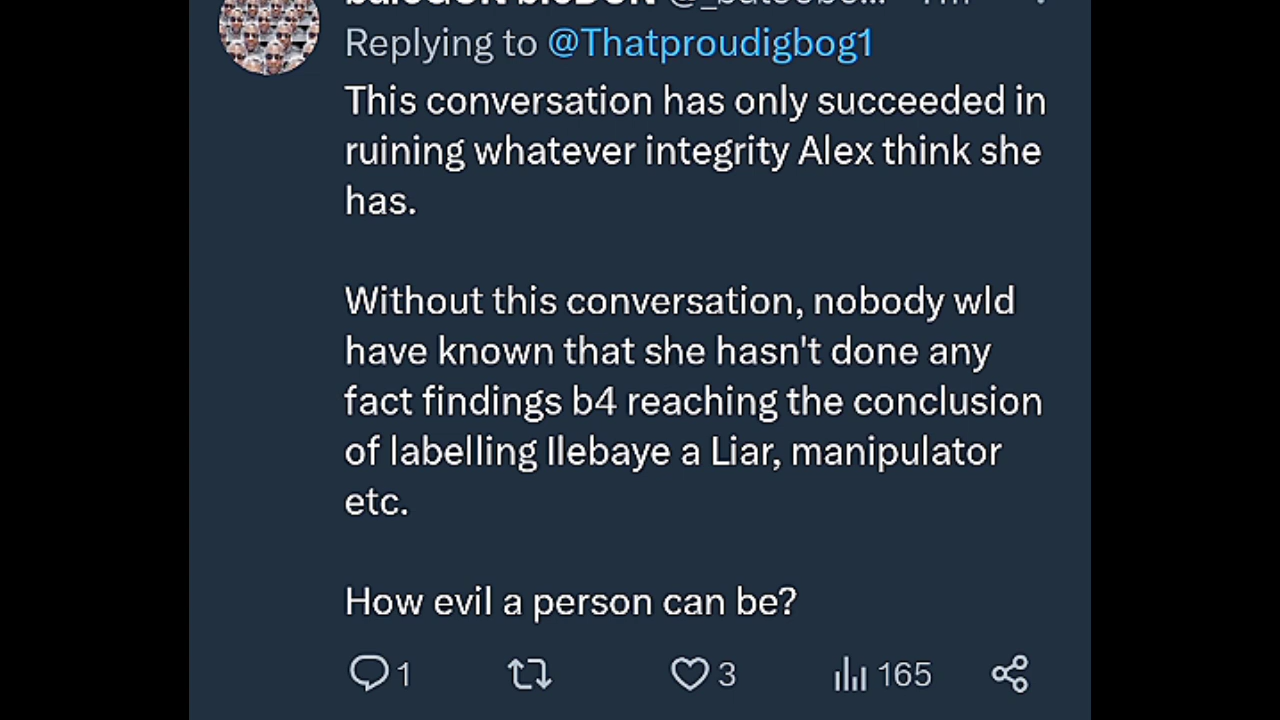 Replying to @Thatproudigbog1
This conversation has only succeeded in
ruining whatever integrity Alex think she
has.
Without this conversation, nobody wld
have known that she hasn't done any
fact findings b4 reaching the conclusion
of labelling Ilebaye a Liar, manipulator
etc.
How evil a person can be?
1 3 165